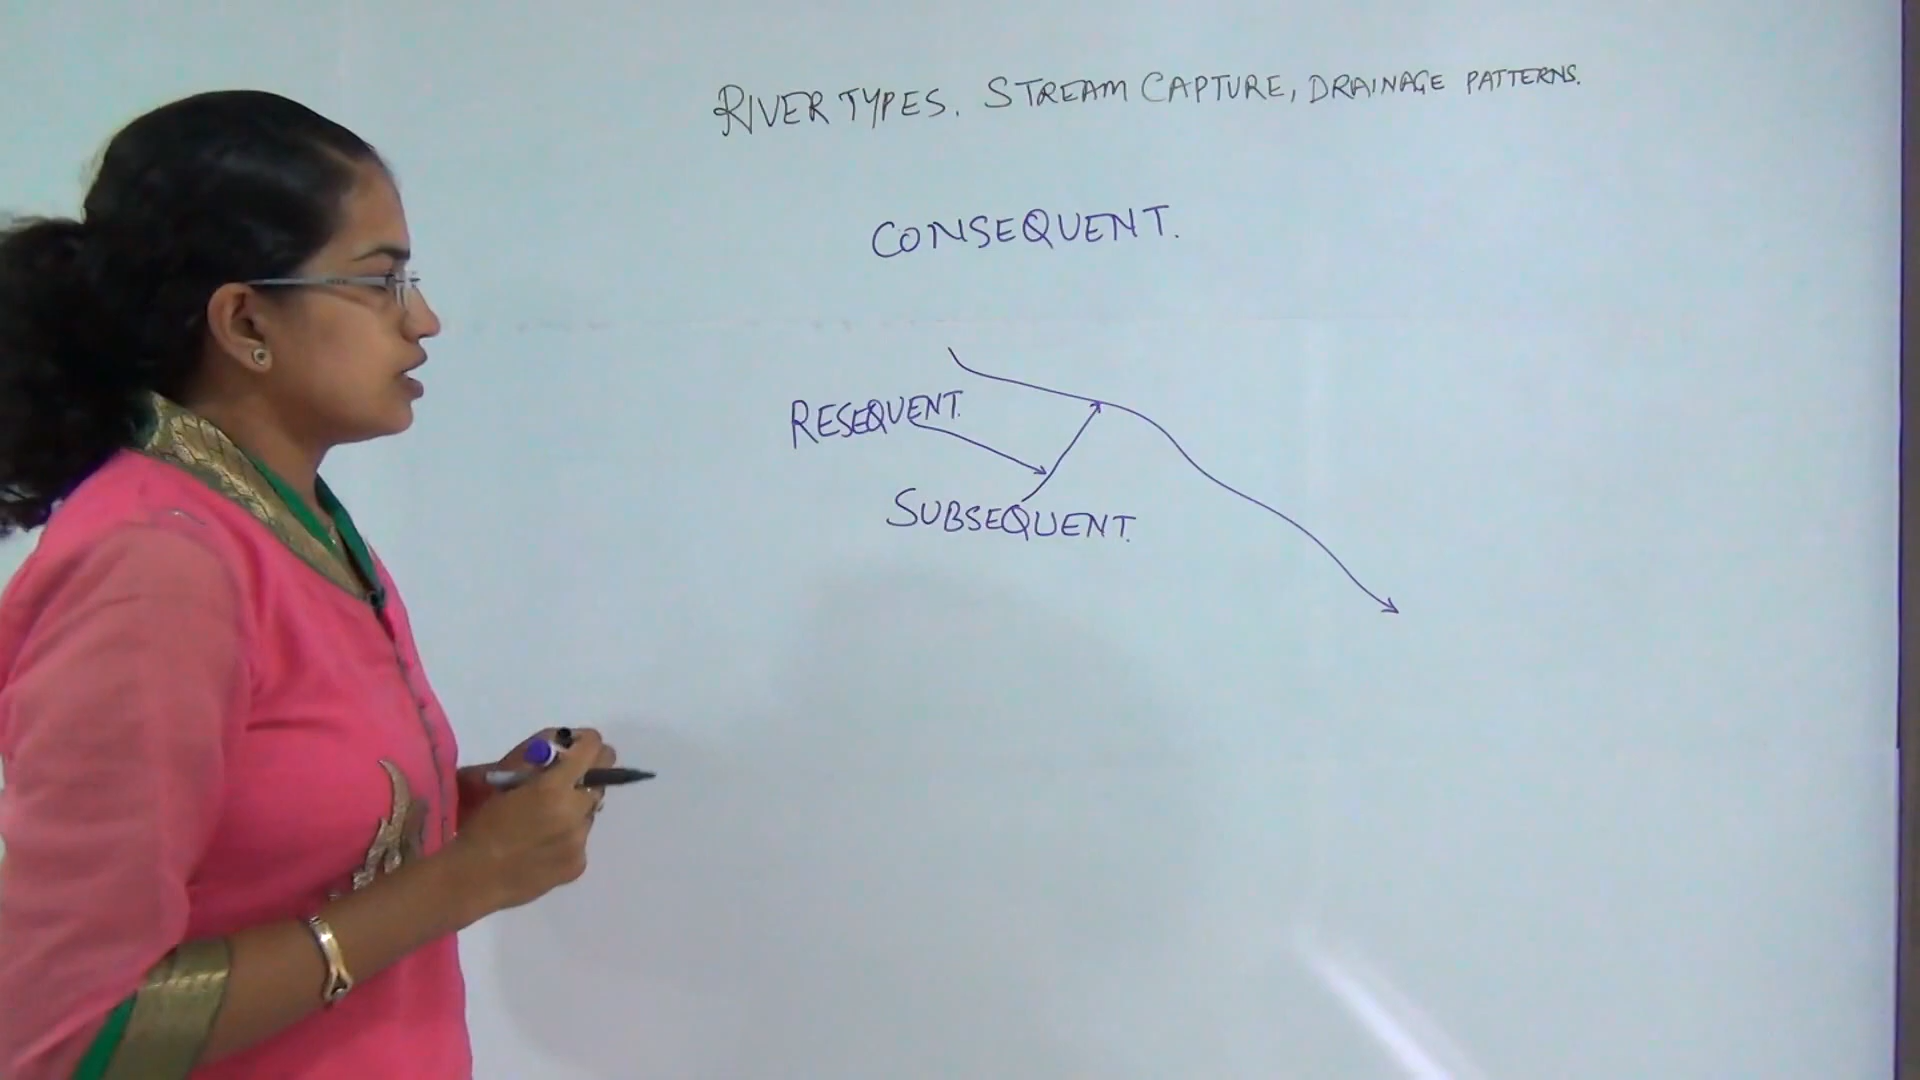 RIVER TYPES. STREAM CAPTURE, DRAINAGE PATTERNS.
CONSEQUENT.
RESEQUENT.
SUBSEQUENT.